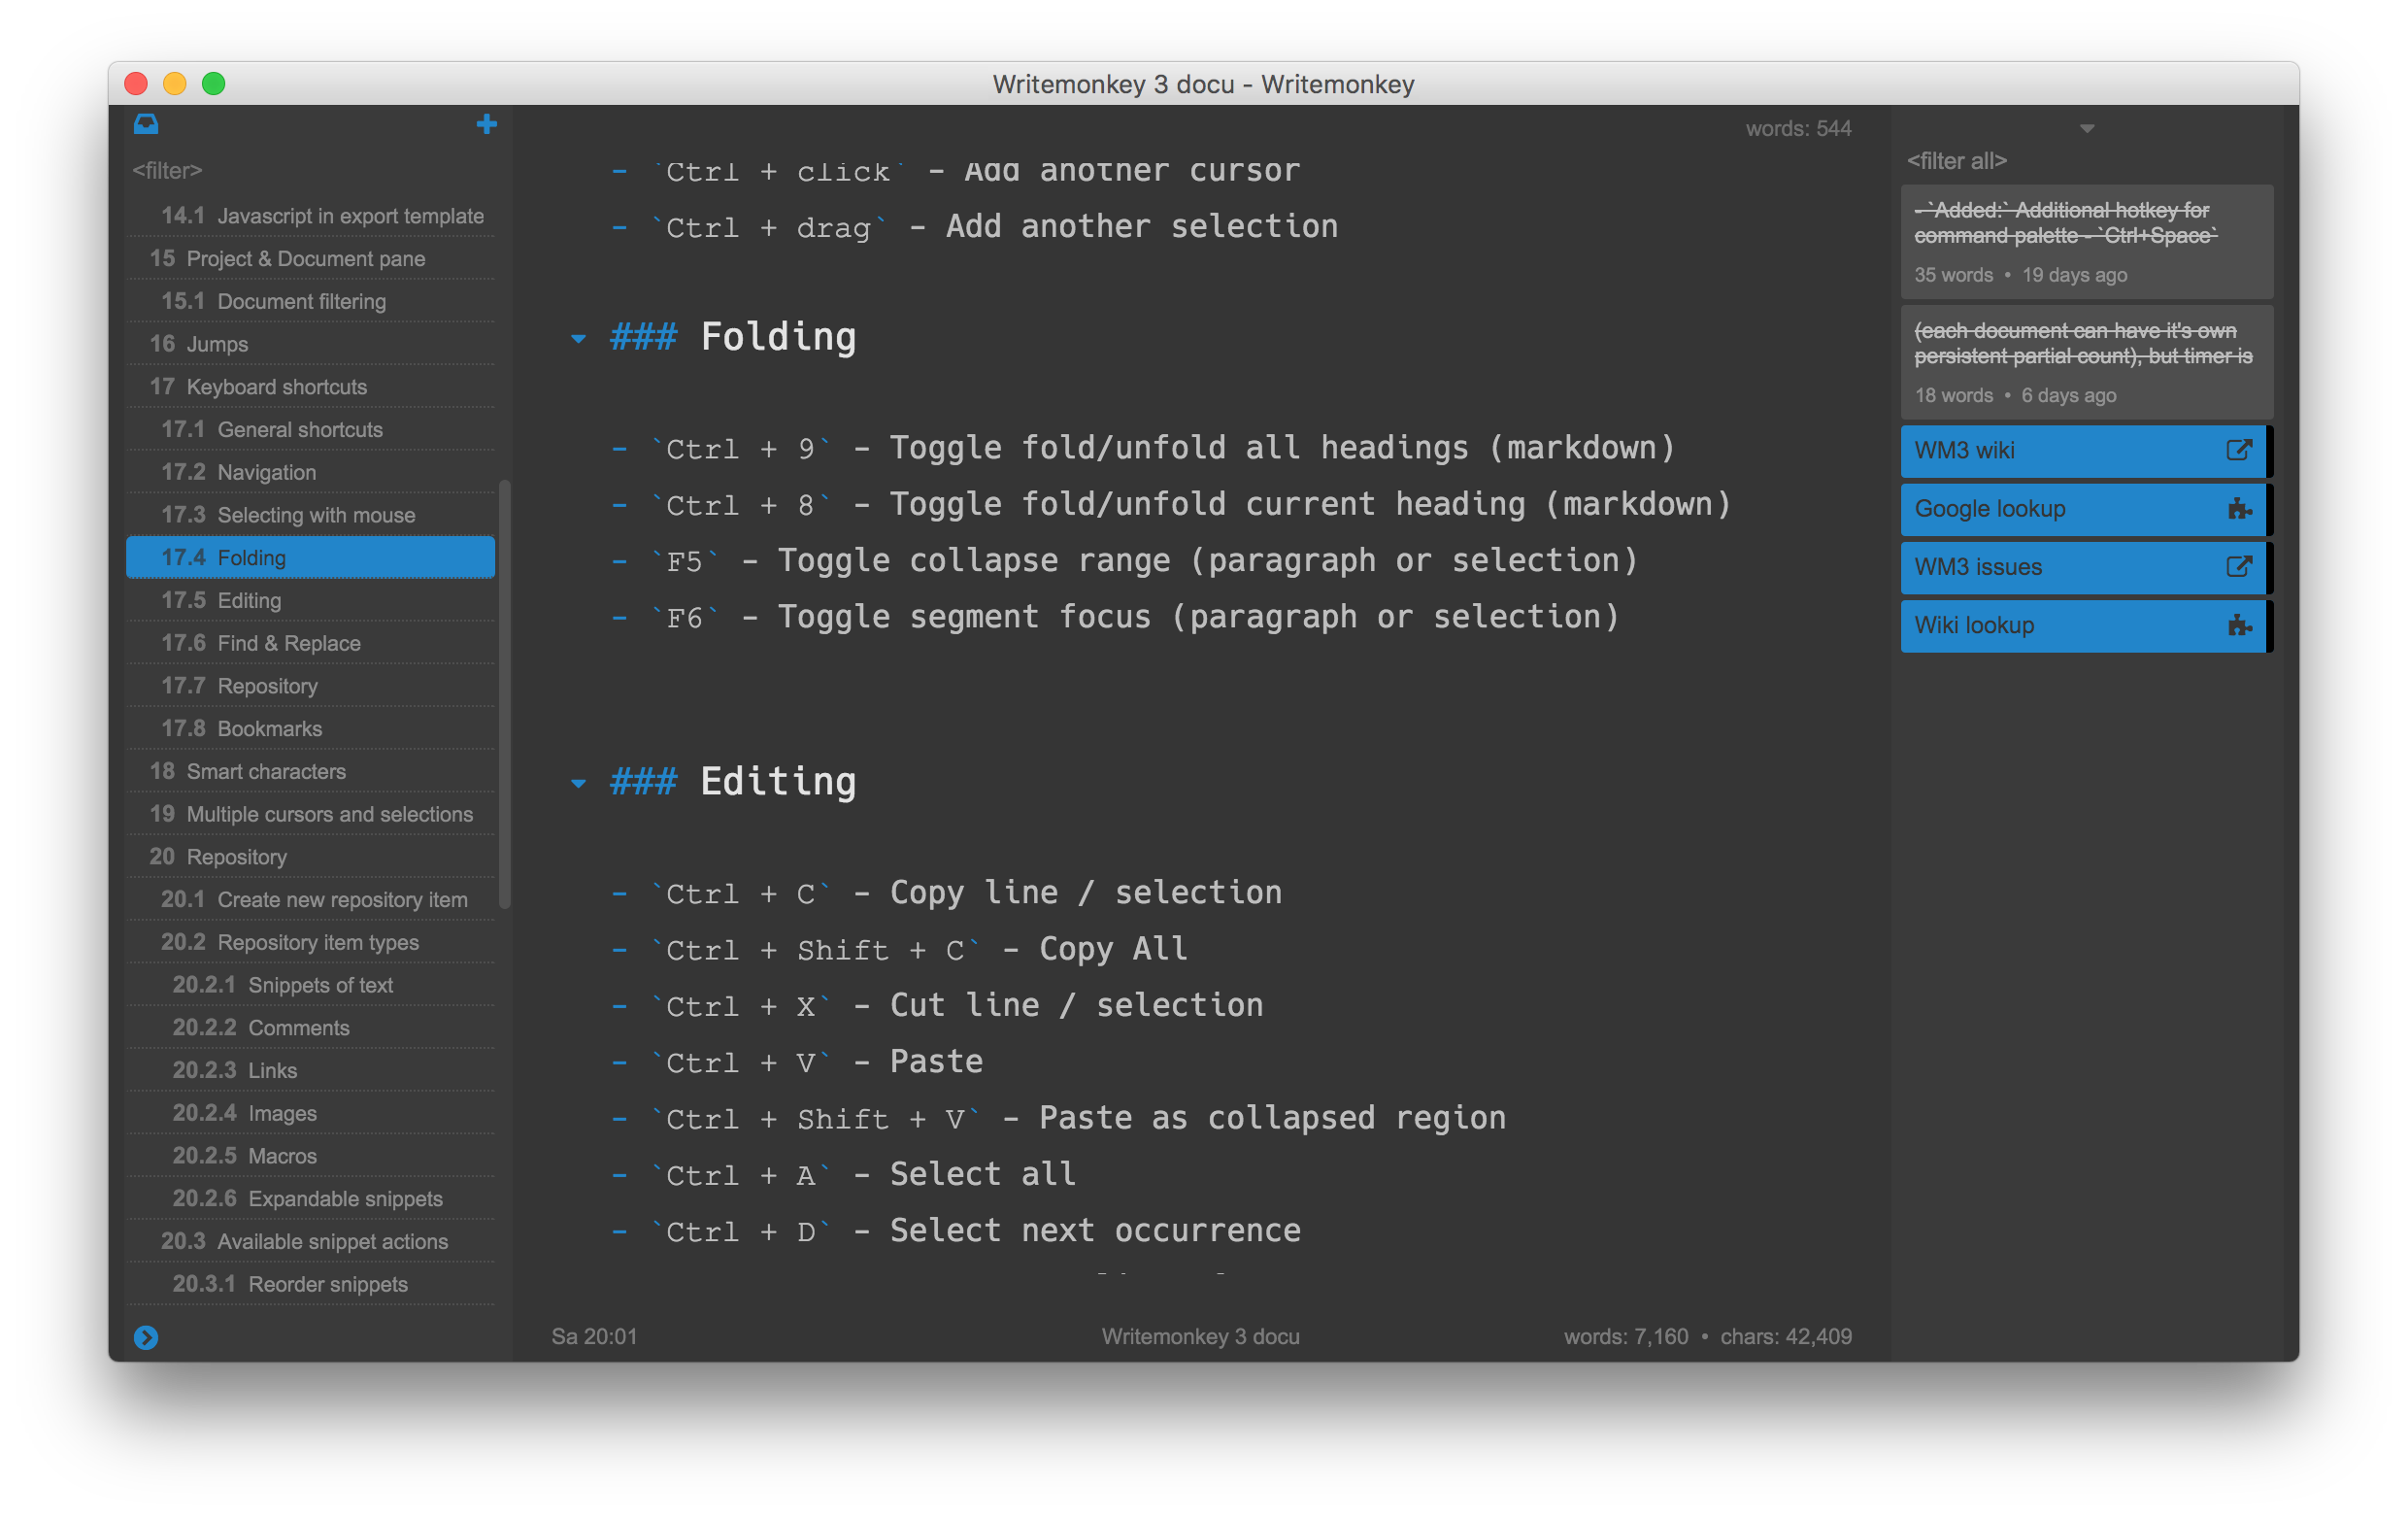 Writemonkey 3 docu - Writemonkey
<filter>
14.1 Javascript in export template
15 Project & Document pane
15.1 Document filtering
16 Jumps
17 Keyboard shortcuts
17.1 General shortcuts
17.2 Navigation
17.3 Selecting with mouse
17.4 Folding
17.5 Editing
17.6 Find & Replace
17.7 Repository
17.8 Bookmarks
18 Smart characters
19 Multiple cursors and selections
20 Repository
20.1 Create new repository item
20.2 Repository item types
20.2.1 Snippets of text
20.2.2 Comments
20.2.3 Links
20.2.4 Images
20.2.5 Macros
20.2.6 Expandable snippets
20.3 Available snippet actions
20.3.1 Reorder snippets
words: 544
- `Ctrl + click` - Add another cursor
- `Ctrl + drag` - Add another selection
### Folding
- `Ctrl + 9` - Toggle fold/unfold all headings (markdown)
- `Ctrl + 8` - Toggle fold/unfold current heading (markdown)
- `F5` - Toggle collapse range (paragraph or selection)
- `F6` - Toggle segment focus (paragraph or selection)
### Editing
- `Ctrl + C` - Copy line / selection
- `Ctrl + Shift + C` - Copy All
- `Ctrl + X` - Cut line / selection
- `Ctrl + V` - Paste
- `Ctrl + Shift + V` - Paste as collapsed region
- `Ctrl + A` - Select all
- `Ctrl + D` - Select next occurrence
Sa 20:01
Writemonkey 3 docu
words: 7,160 • chars: 42,409
<filter all>
- `Added:` Additional hotkey for
command palette - `Ctrl+Space`
35 words • 19 days ago
(each document can have it's own
persistent partial count), but timer is
18 words • 6 days ago
WM3 wiki
Google lookup
WM3 issues
Wiki lookup